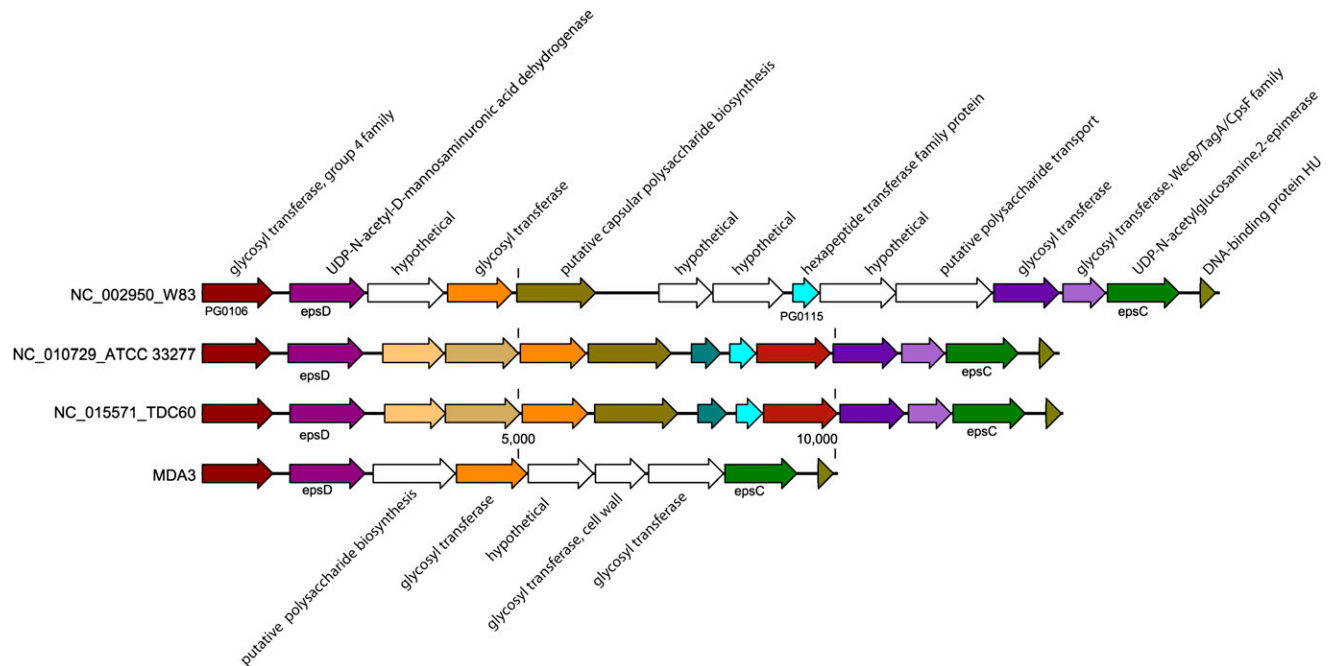 glycosyl transferase, group 4 family
UDP-N-acetyl-D-mannosaminuronic acid dehydrogenase
hypothetical
glycosyl transferase
putative capsular polysaccharide biosynthesis
hypothetical
hypothetical
hexapeptide transferase family protein
hypothetical
putative polysaccharide transport
glycosyl transferase
glycosyl transferase, WecB/TagA/CpsF family
UDP-N-acetylglucosamine,2-epimerase
DNA-binding protein HU
NC_002950_W83
PG0106
epsD
PG0115
epsC
NC_010729_ATCC 33277
epsD
epsC
NC_015571_TDC60
epsD
epsC
5,000
10,000
MDA3
epsD
epsC
putative polysaccharide biosynthesis
glycosyl transferase
hypothetical
glycosyl transferase, cell wall
glycosyl transferase